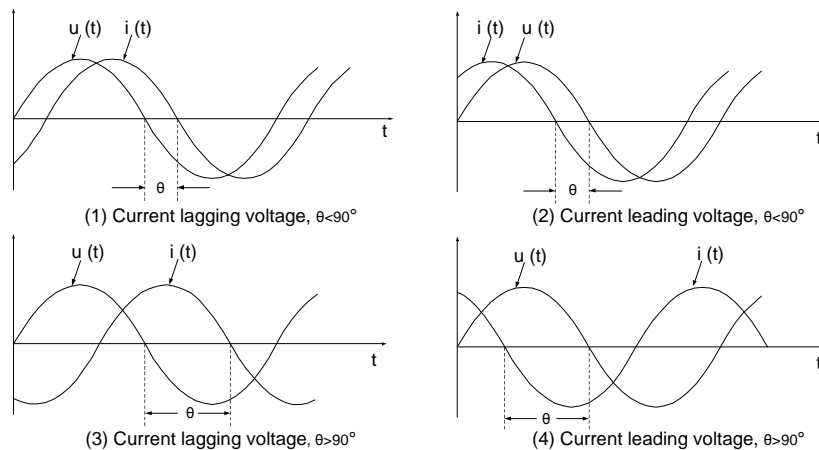 u (t) i (t)
t
θ
(1) Current lagging voltage, θ<90°
i (t) u (t)
t
θ
(2) Current leading voltage, θ<90°
u (t) i (t)
t
θ
(3) Current lagging voltage, θ>90°
u (t) i (t)
t
θ
(4) Current leading voltage, θ>90°